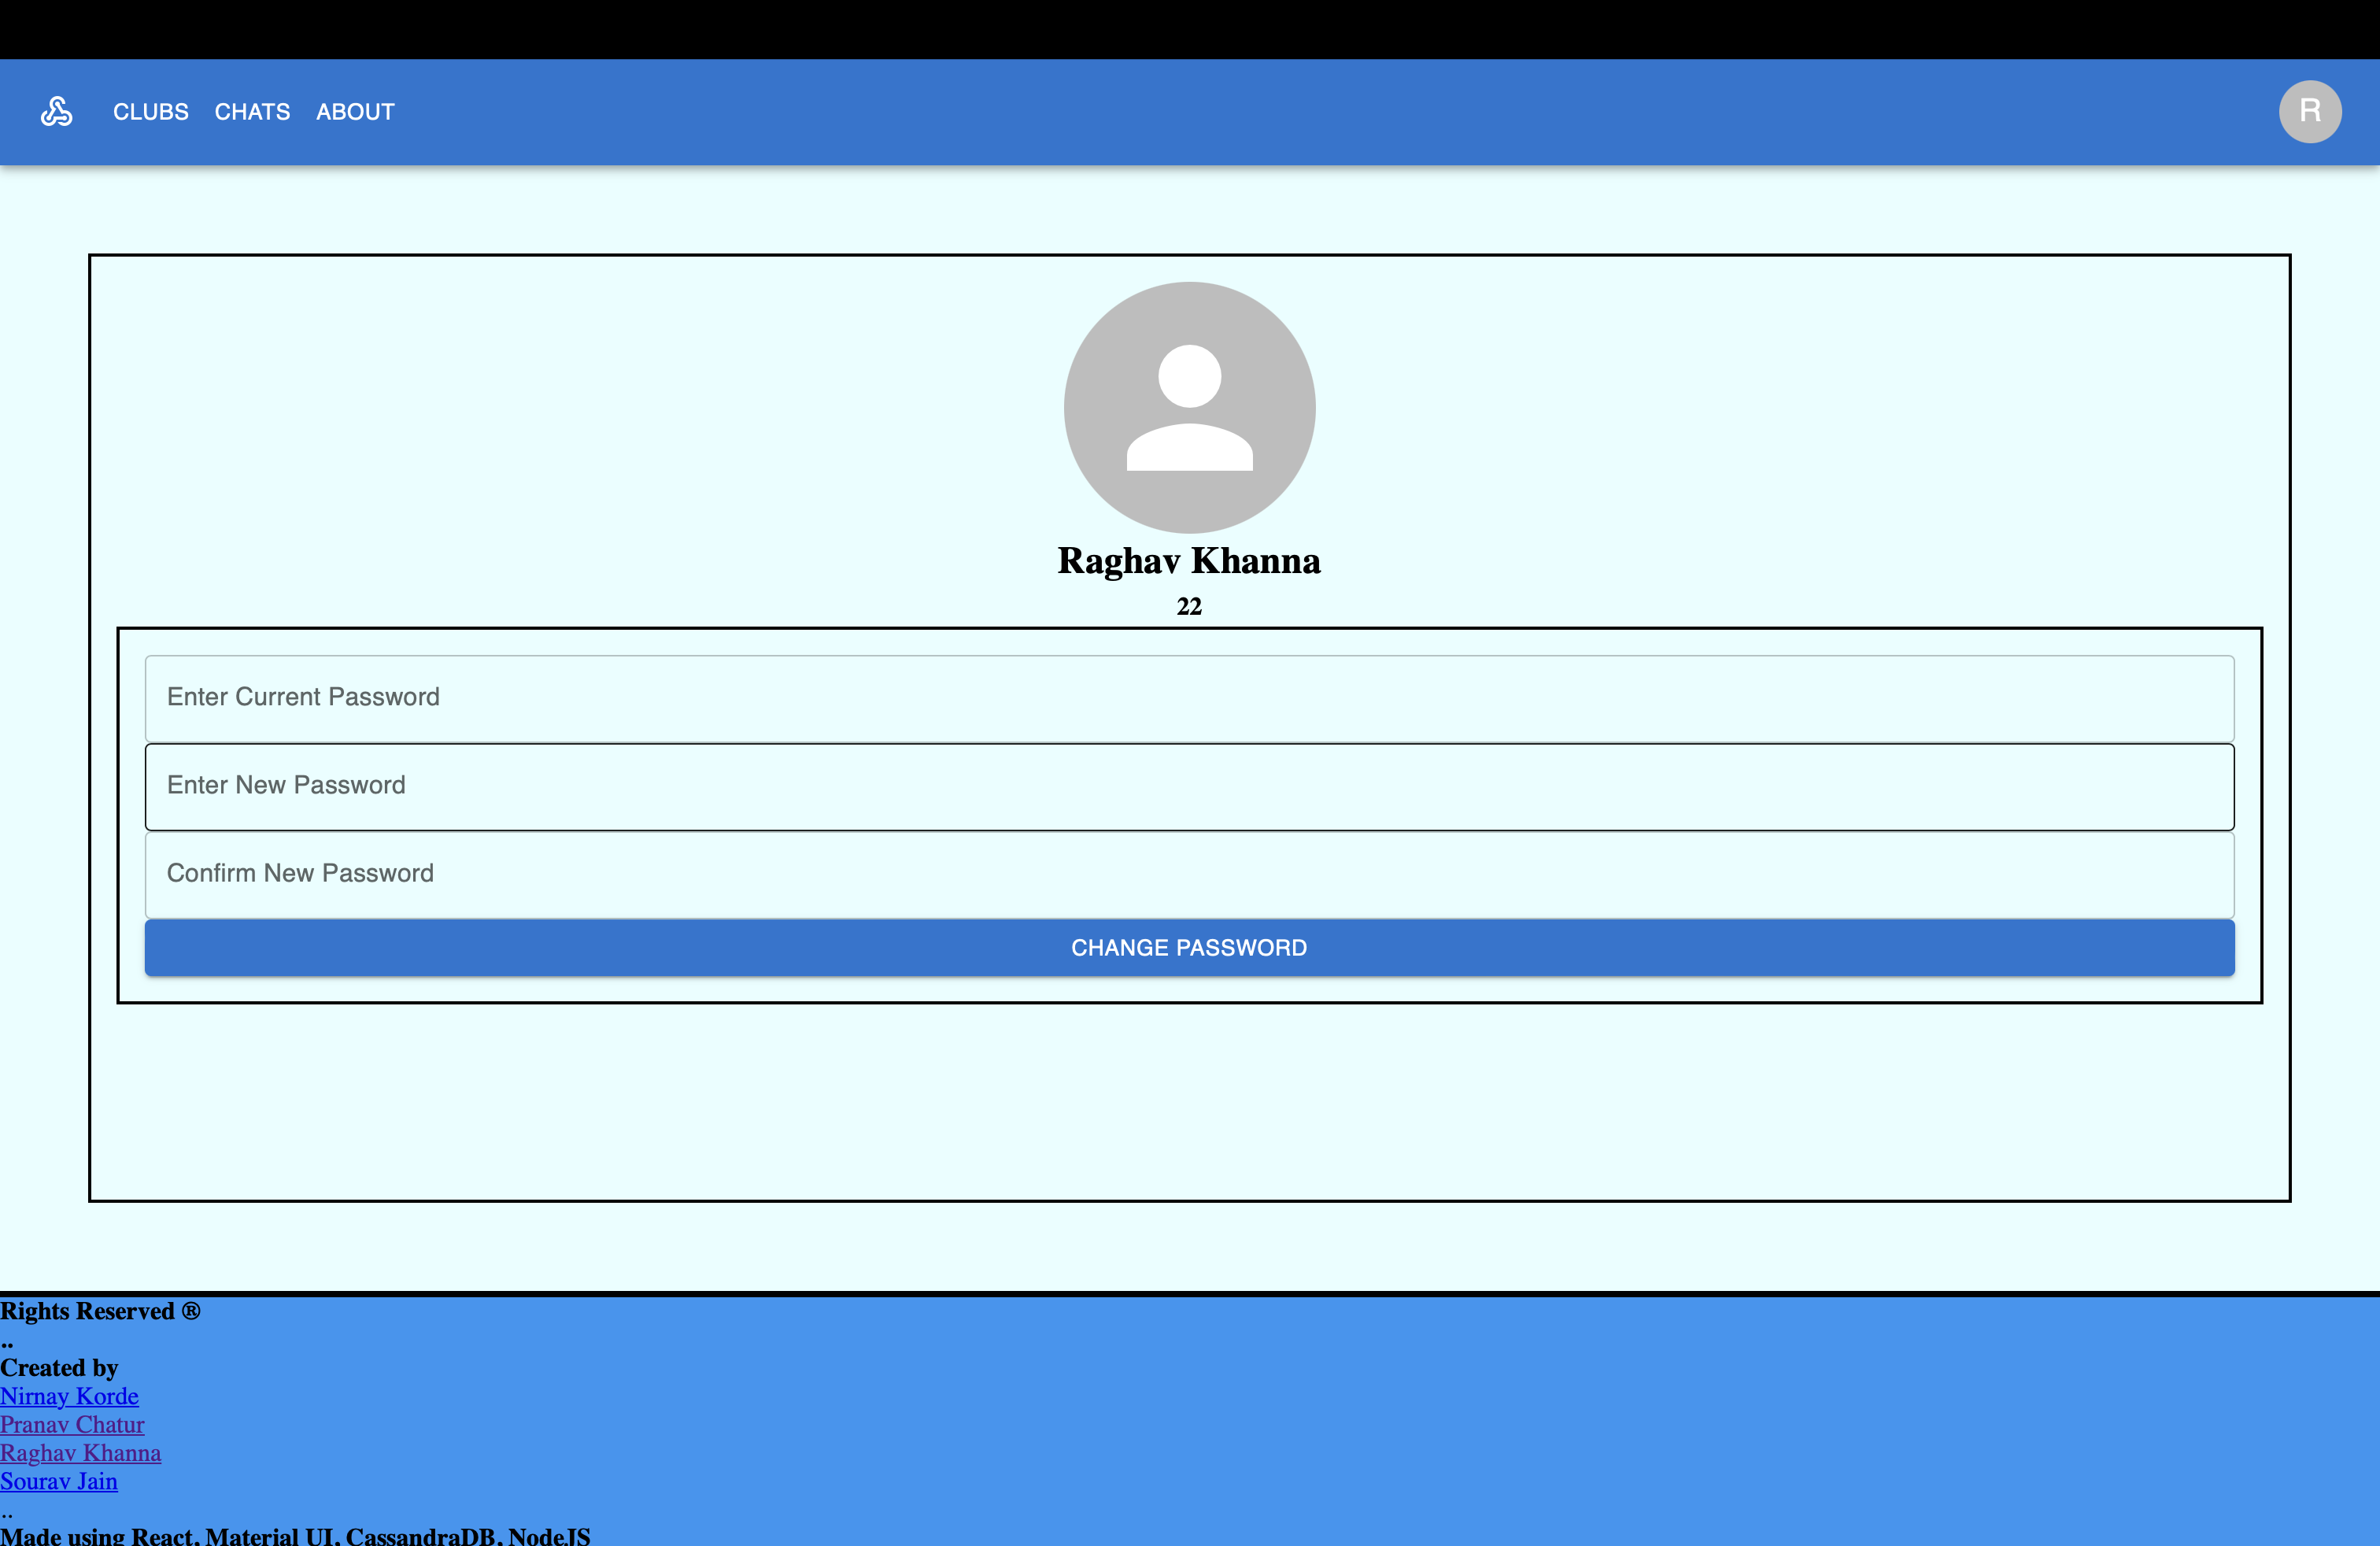 CLUBS CHATS ABOUT R
Raghav Khanna
22
Enter Current Password
Enter New Password
Confirm New Password
CHANGE PASSWORD
Rights Reserved ®
..
Created by
Nirnay Korde
Pranav Chatur
Raghav Khanna
Sourav Jain
..
Made using React, Material UI, CassandraDB, NodeJS